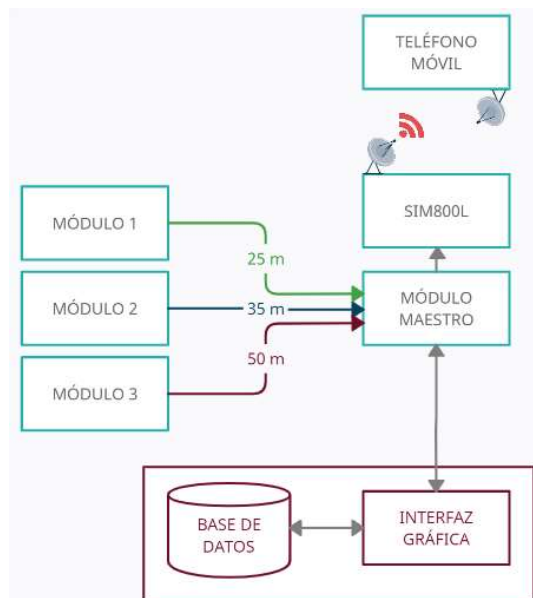 TELÉFONO
MÓVIL
SIM800L
MÓDULO 1
25 m
MÓDULO 2
35 m
MÓDULO
MAESTRO
50 m
MÓDULO 3
BASE DE
DATOS
INTERFAZ
GRÁFICA